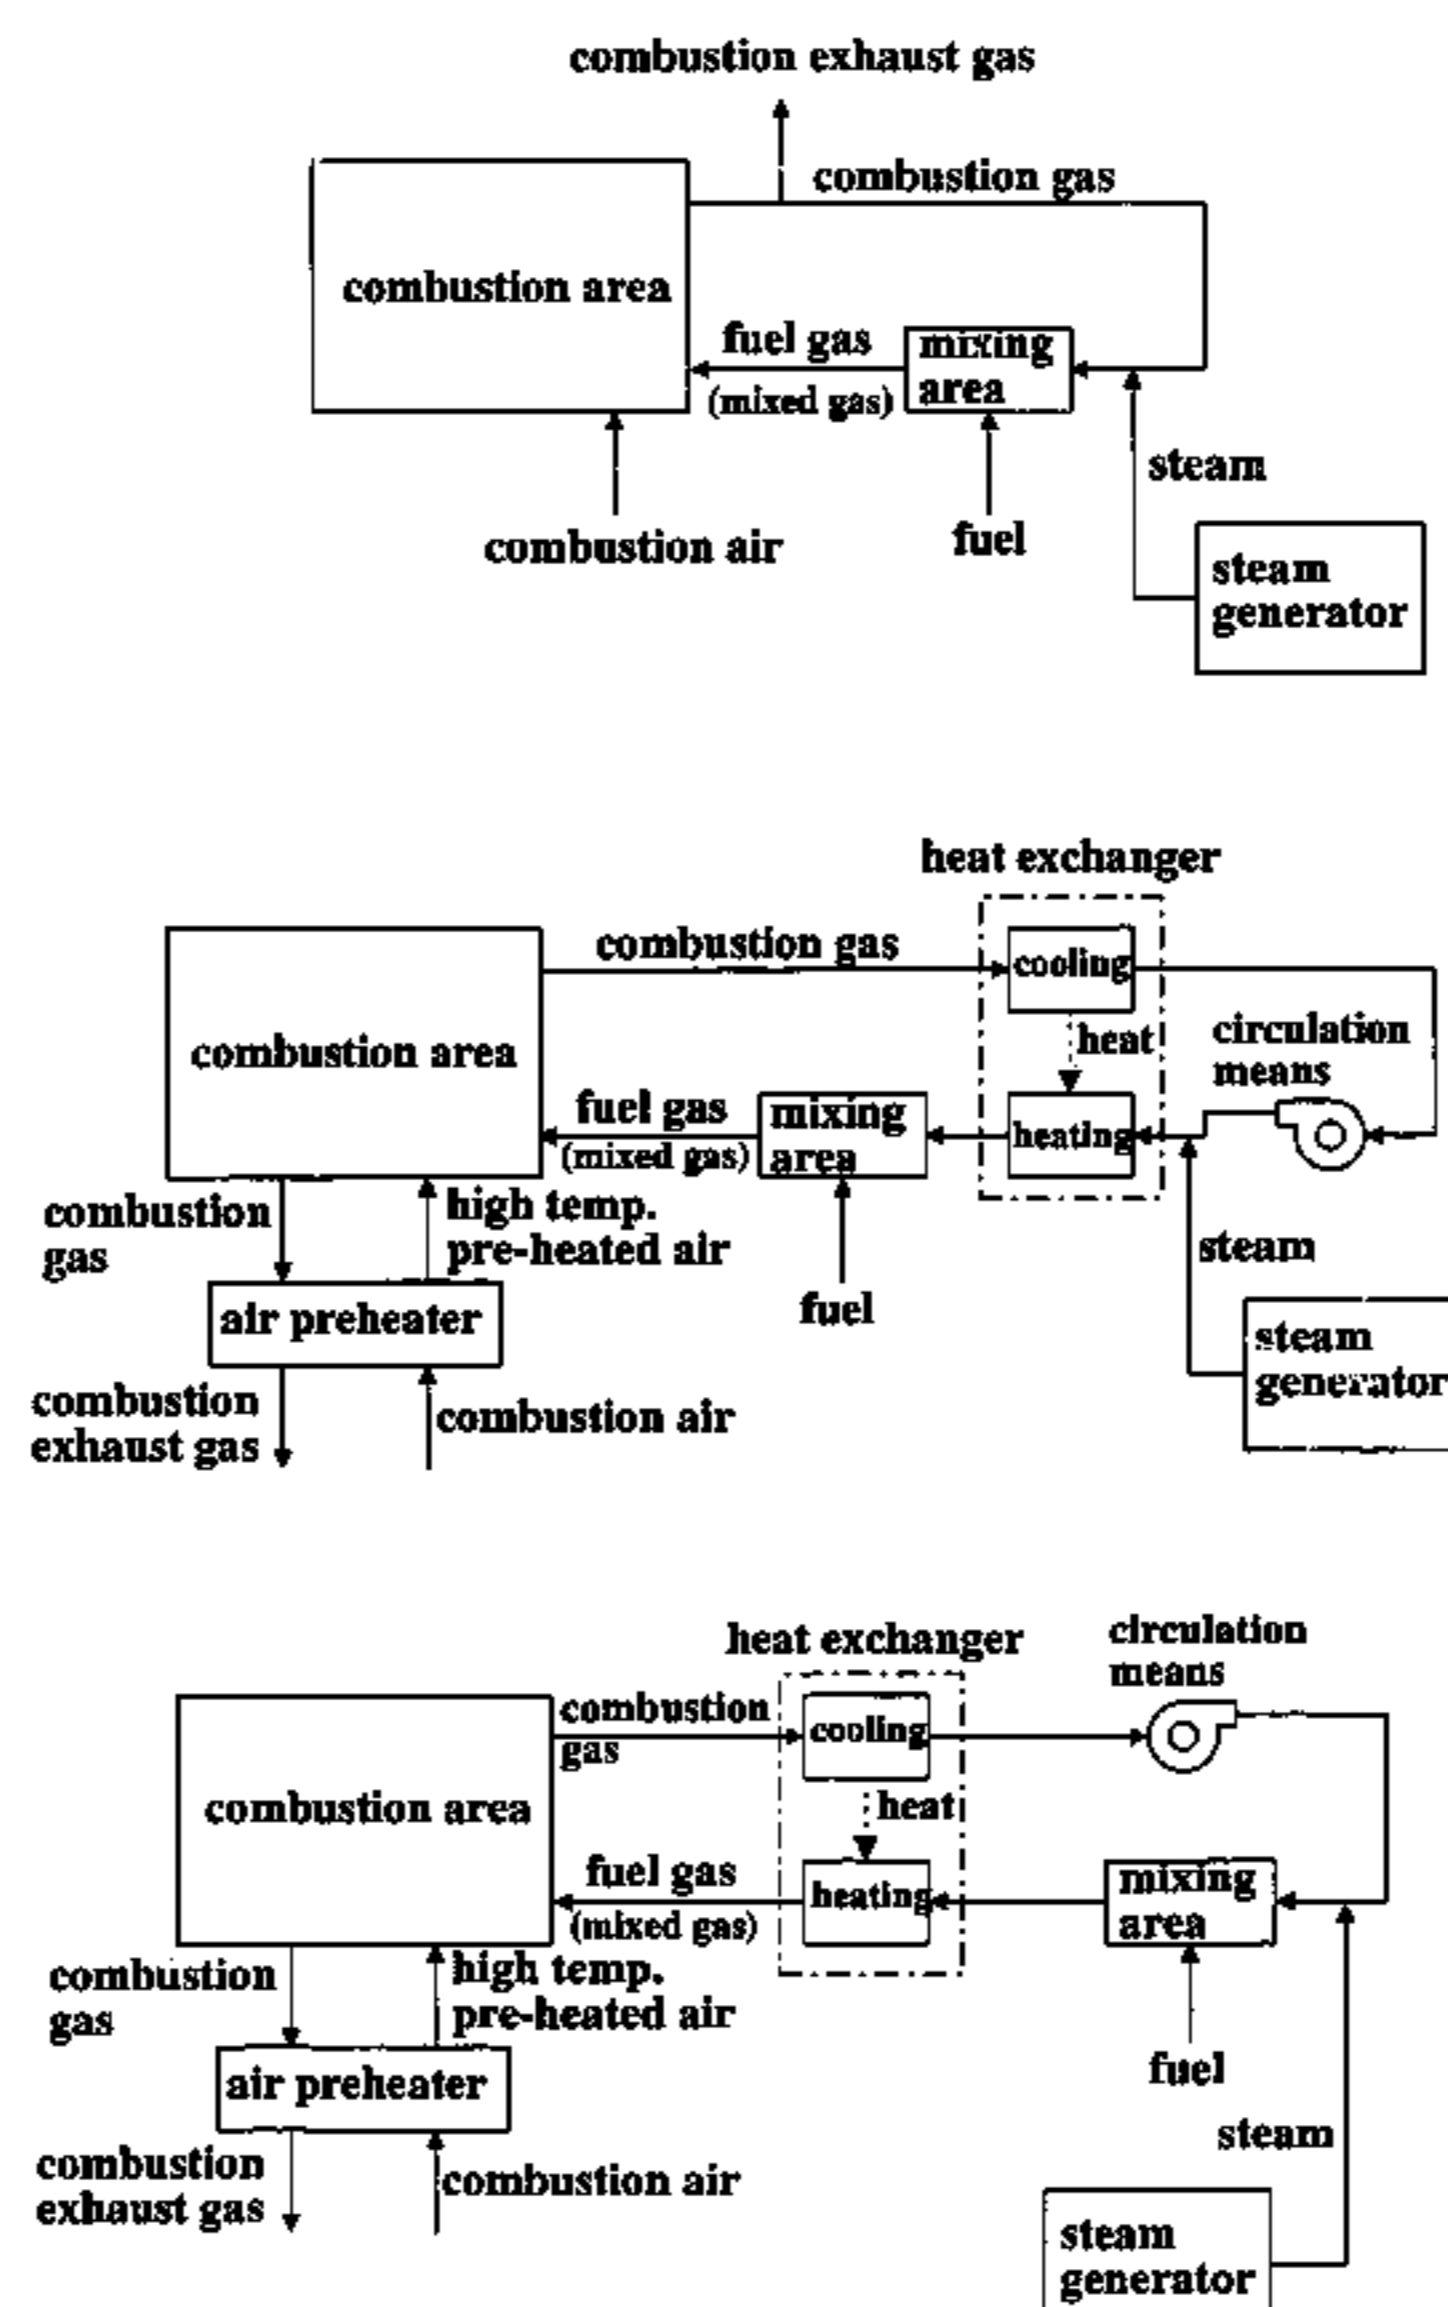 combustion exhaust gas
combustion gas
combustion area
fuel gas
(mixed gas)
mixing
area
combustion air
fuel
steam
steam
generator
heat exchanger
combustion gas
cooling
combustion area
heat
circulation
means
fuel gas
(mixed gas)
mixing
area
heating
combustion
gas
high temp.
pre-heated air
fuel
steam
air preheater
steam
generator
combustion
exhaust gas
combustion air
heat exchanger
circulation
means
combustion
gas
cooling
combustion area
heat
fuel gas
(mixed gas)
heating
mixing
area
combustion
gas
high temp.
pre-heated air
fuel
air preheater
steam
combustion
exhaust gas
combustion air
steam
generator